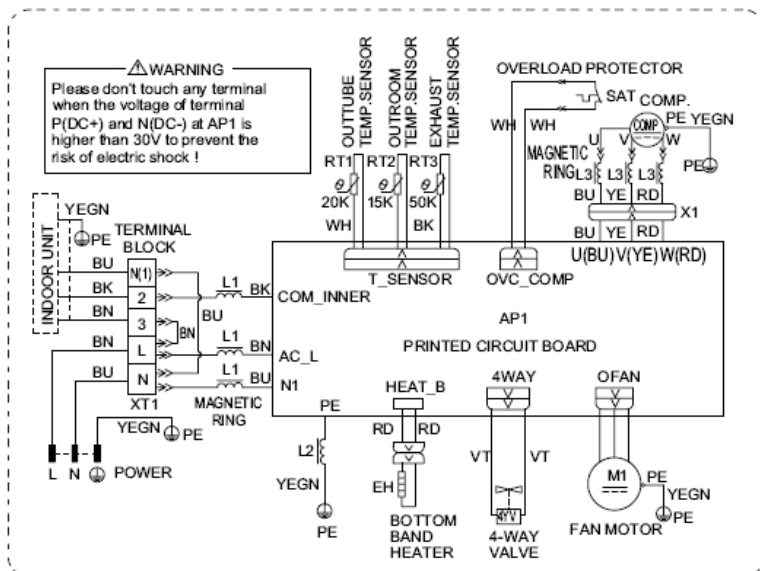 WARNING
Please don't touch any terminal
when the voltage of terminal
P(DC+) and N(DC-) at AP1 is
higher than 30V to prevent the
risk of electric shock !
OUTTUBE
TEMP.SENSOR
OUTROOM
TEMP.SENSOR
EXHAUST
TEMP.SENSOR
RT1
RT2
RT3
θ
θ
θ
20K
15K
50K
WH
BK
OVERLOAD PROTECTOR
SAT
WH
WH
COMP.
COMP
PE
YEGN
PE
U
V
W
MAGNETIC
RING
L3
L3
L3
BU
YE
RD
X1
BU
YE
RD
U(BU)
V(YE)
W(RD)
INDOOR UNIT
YEGN
PE
TERMINAL
BLOCK
BU
N(1)
BK
2
BN
3
BN
L
BU
N
XT1
BU
BN
L1
BK
L1
BN
L1
BU
MAGNETIC
RING
YEGN
PE
L
N
POWER
T_SENSOR
OVC_COMP
COM_INNER
AP1
PRINTED CIRCUIT BOARD
AC_L
N1
PE
HEAT_B
4WAY
OFAN
L2
YEGN
PE
RD
RD
EH
BOTTOM
BAND
HEATER
VT
VT
4YV
4-WAY
VALVE
M1
PE
YEGN
PE
FAN MOTOR